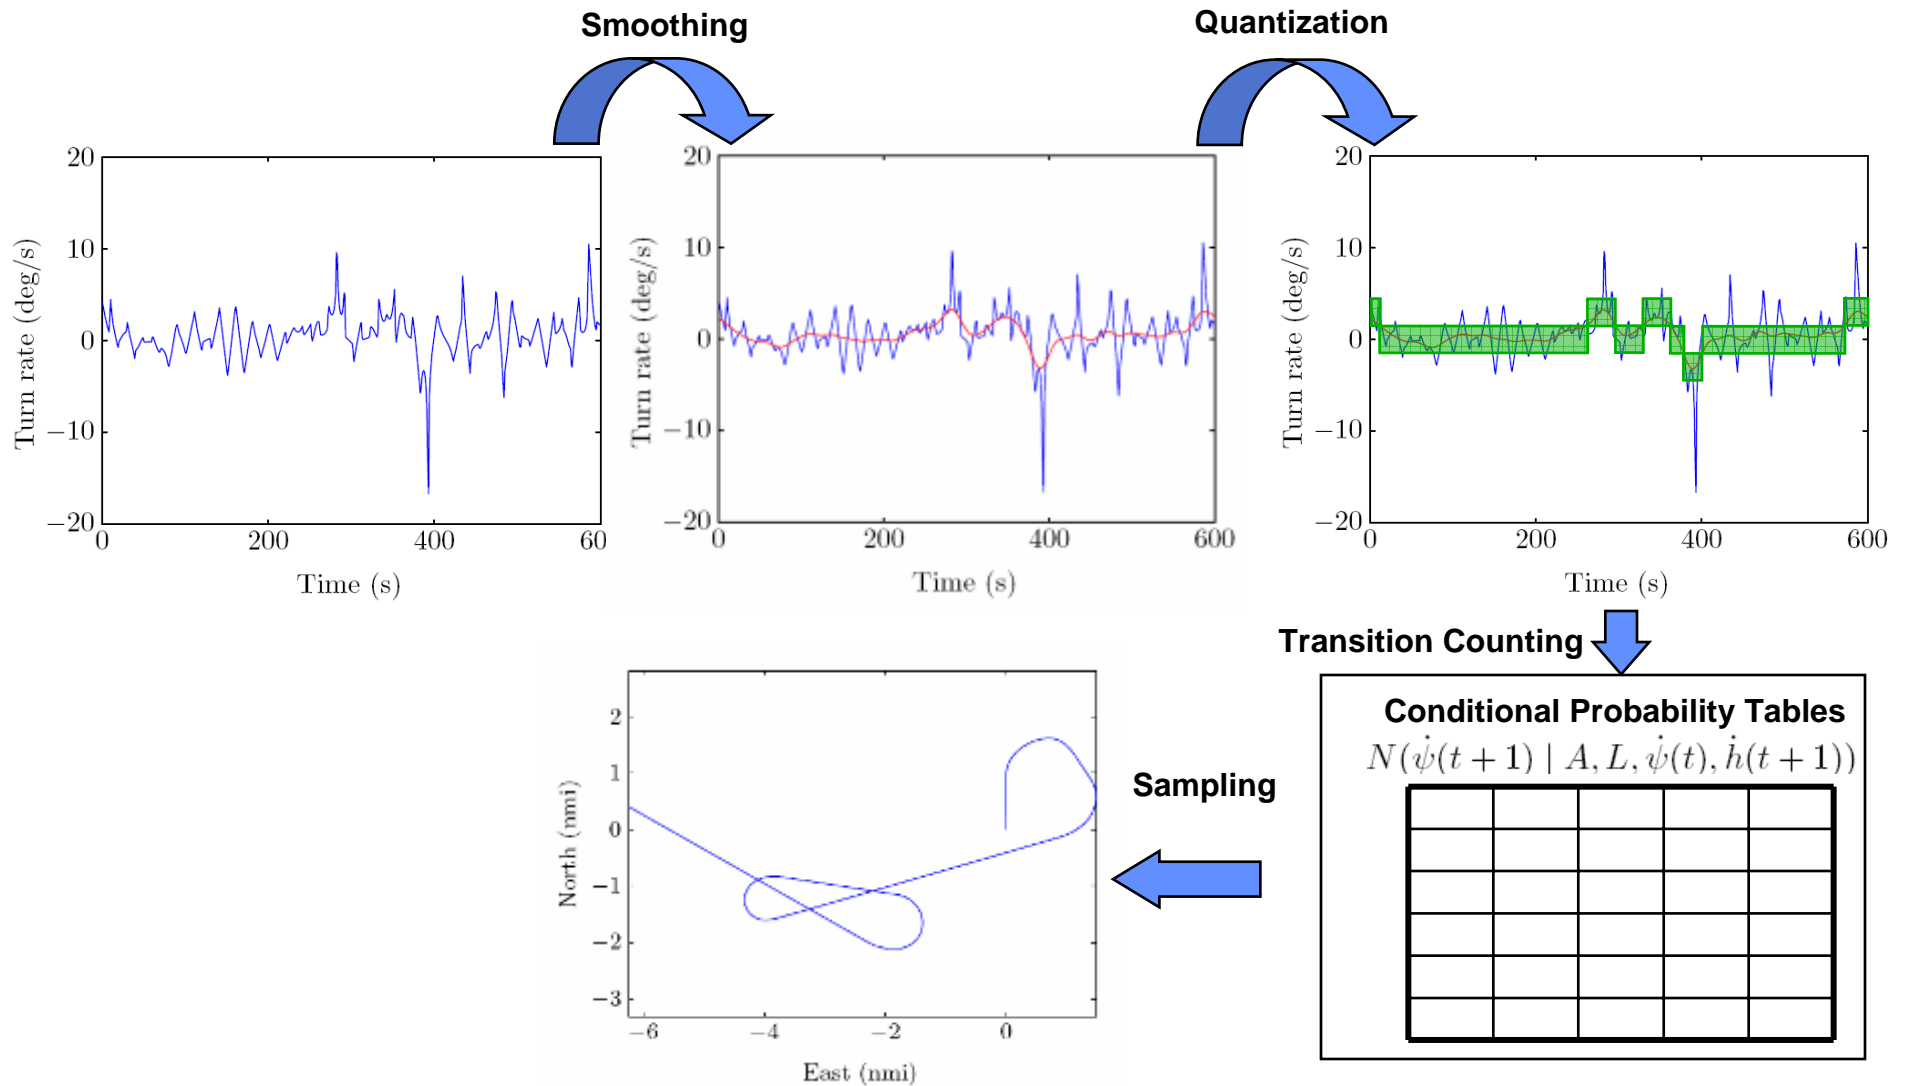 Smoothing
Quantization
20
10
0
−10
−20
Turn rate (deg/s)
0 200 400 60
Time (s)
20
10
0
−10
−20
Turn rate (deg/s)
0 200 400 600
Time (s)
20
10
0
−10
−20
Turn rate (deg/s)
0 200 400 600
Time (s)
Transition Counting
Conditional Probability Tables
N(ψ̇(t + 1) | A, L, ψ̇(t), ḣ(t + 1))
Sampling
2
1
0
−1
−2
−3
North (nmi)
−6 −4 −2 0
East (nmi)